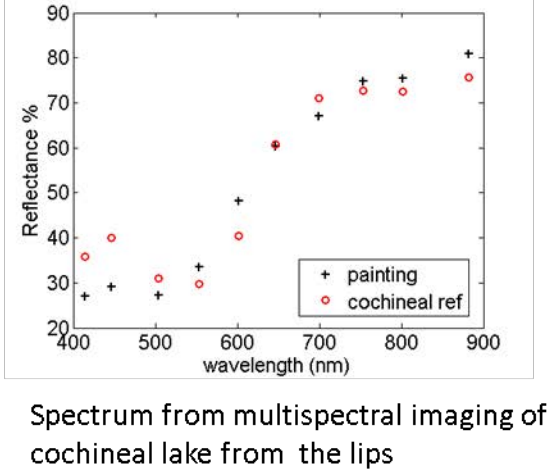 90
80
70
60
50
40
30
20
Reflectance %
+ painting
o cochineal ref
400 500 600 700 800 900
wavelength (nm)
Spectrum from multispectral imaging of
cochineal lake from the lips